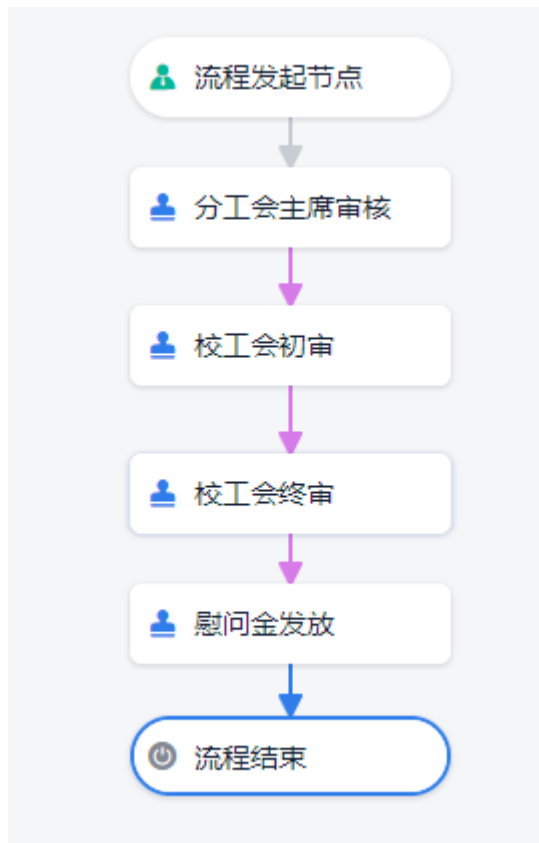 流程发起节点
分工会主席审核
校工会初审
校工会终审
慰问金发放
流程结束